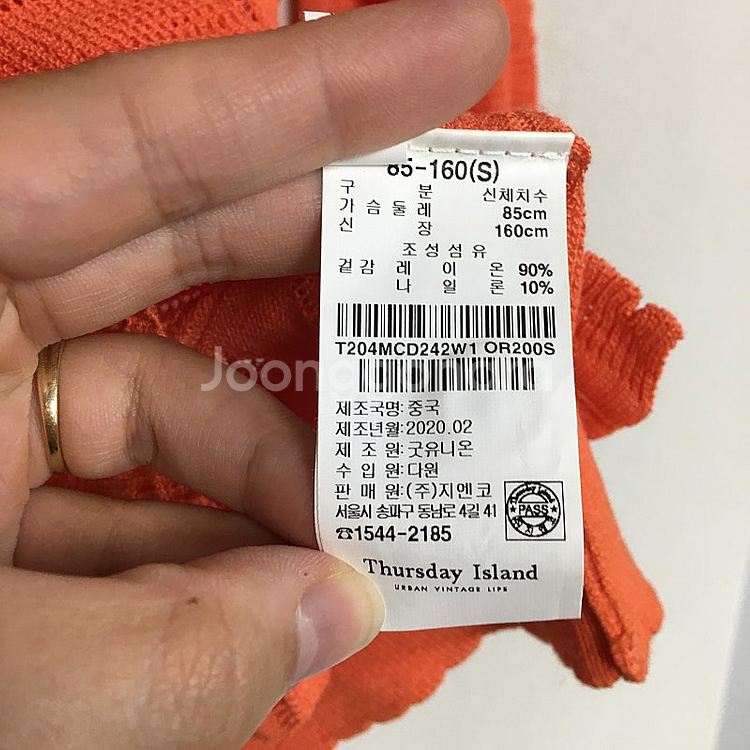 85-160(S)
구 분 신체치수
가슴둘레 85cm
신 장 160cm
조성섬유
겉감 레 이 온 90%
나 일 론 10%
T204MCD242W1 OR200S
제조국명: 중국
제조년월: 2020.02
제 조 원: 굿유니온
수 입 원: 다원
판 매 원: (주)지엔코
서울시 송파구 동남로 4길 41
☎1544-2185
PASS
Thursday Island
URBAN VINTAGE LIFE